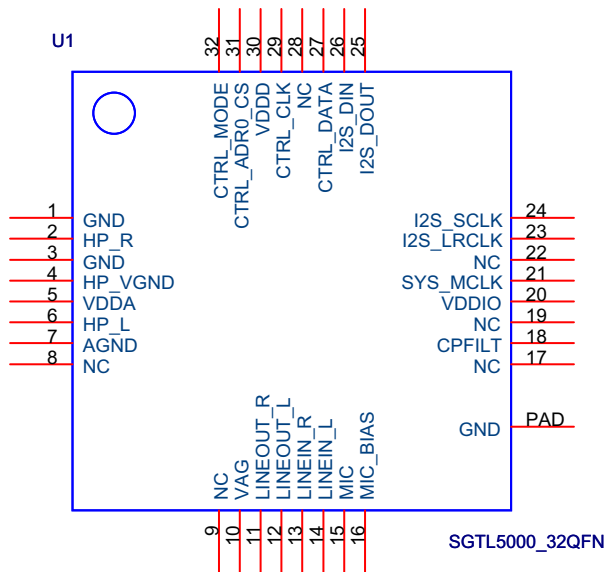 U1
32 31 30 29 28 27 26 25
CTRL_MODE
CTRL_ADR0_CS
VDDD
CTRL_CLK
NC
CTRL_DATA
I2S_DIN
I2S_DOUT
1 GND
2 HP_R
3 GND
4 HP_VGND
5 VDDA
6 HP_L
7 AGND
8 NC
I2S_SCLK 24
I2S_LRCLK 23
NC 22
SYS_MCLK 21
VDDIO 20
NC 19
CPFILT 18
NC 17
GND PAD
NC
VAG
LINEOUT_R
LINEOUT_L
LINEIN_R
LINEIN_L
MIC
MIC_BIAS
9 10 11 12 13 14 15 16
SGTL5000_32QFN